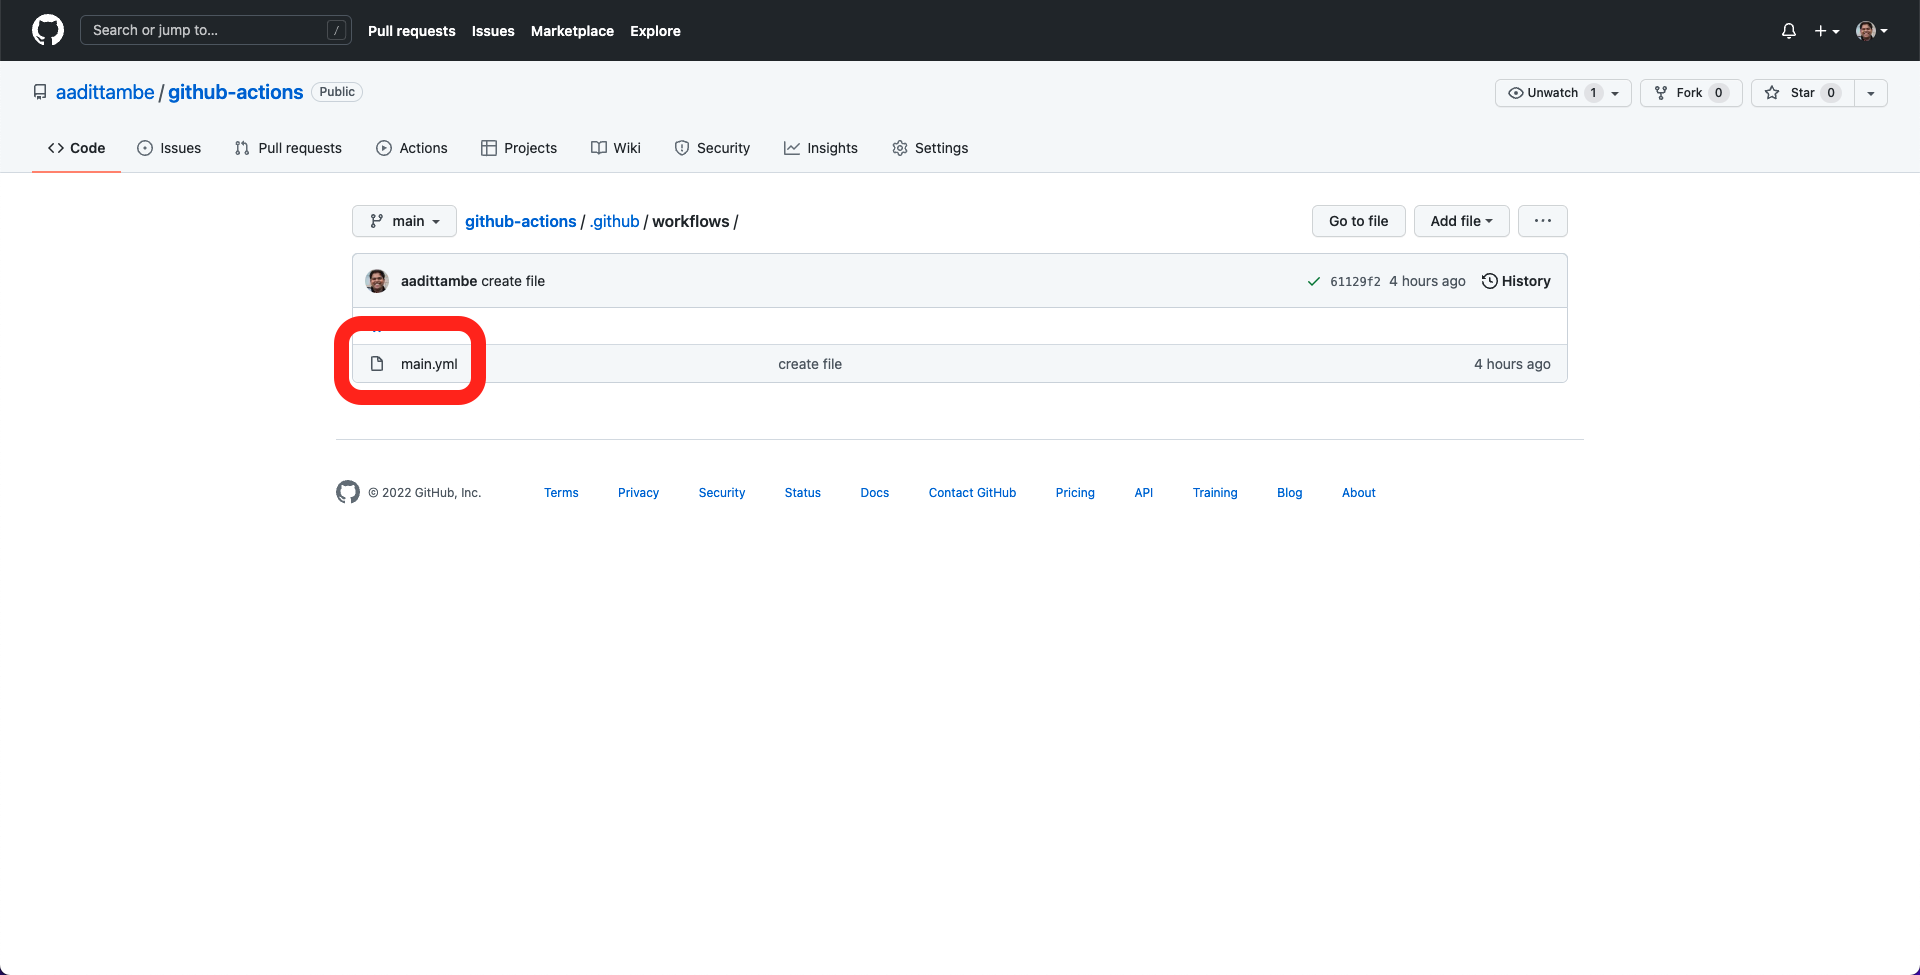 Search or jump to... /
Pull requests Issues Marketplace Explore
aadittambe / github-actions Public
Unwatch 1 Fork 0 Star 0
Code Issues Pull requests Actions Projects Wiki Security Insights Settings
main github-actions / .github / workflows /
Go to file Add file ...
aadittambe create file 61129f2 4 hours ago History
main.yml create file 4 hours ago
© 2022 GitHub, Inc. Terms Privacy Security Status Docs Contact GitHub Pricing API Training Blog About